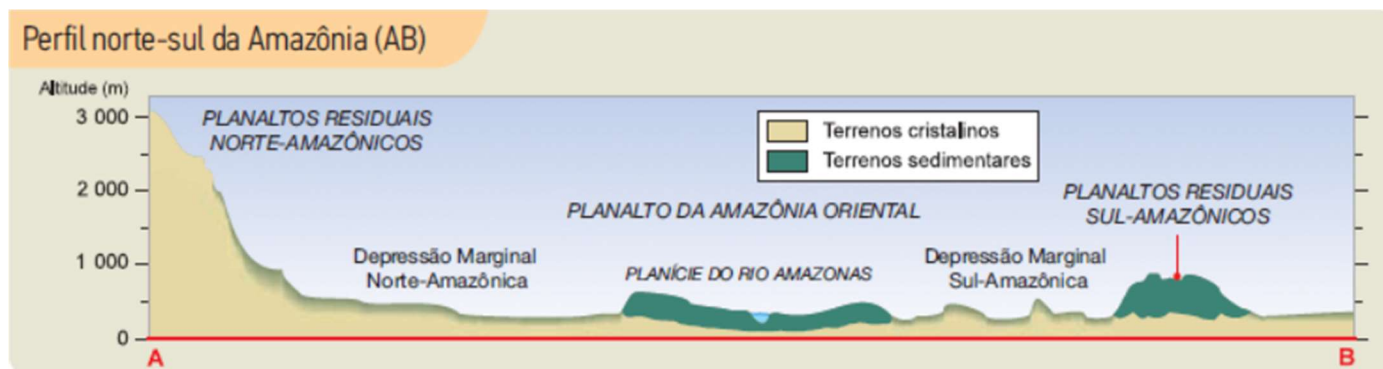 Perfil norte-sul da Amazônia (AB)
Altitude (m)
3 000
2 000
1 000
0
PLANALTOS RESIDUAIS
NORTE-AMAZÔNICOS
Terrenos cristalinos
Terrenos sedimentares
PLANALTO DA AMAZÔNIA ORIENTAL
PLANALTOS RESIDUAIS
SUL-AMAZÔNICOS
Depressão Marginal
Norte-Amazônica
PLANÍCIE DO RIO AMAZONAS
Depressão Marginal
Sul-Amazônica
A
B